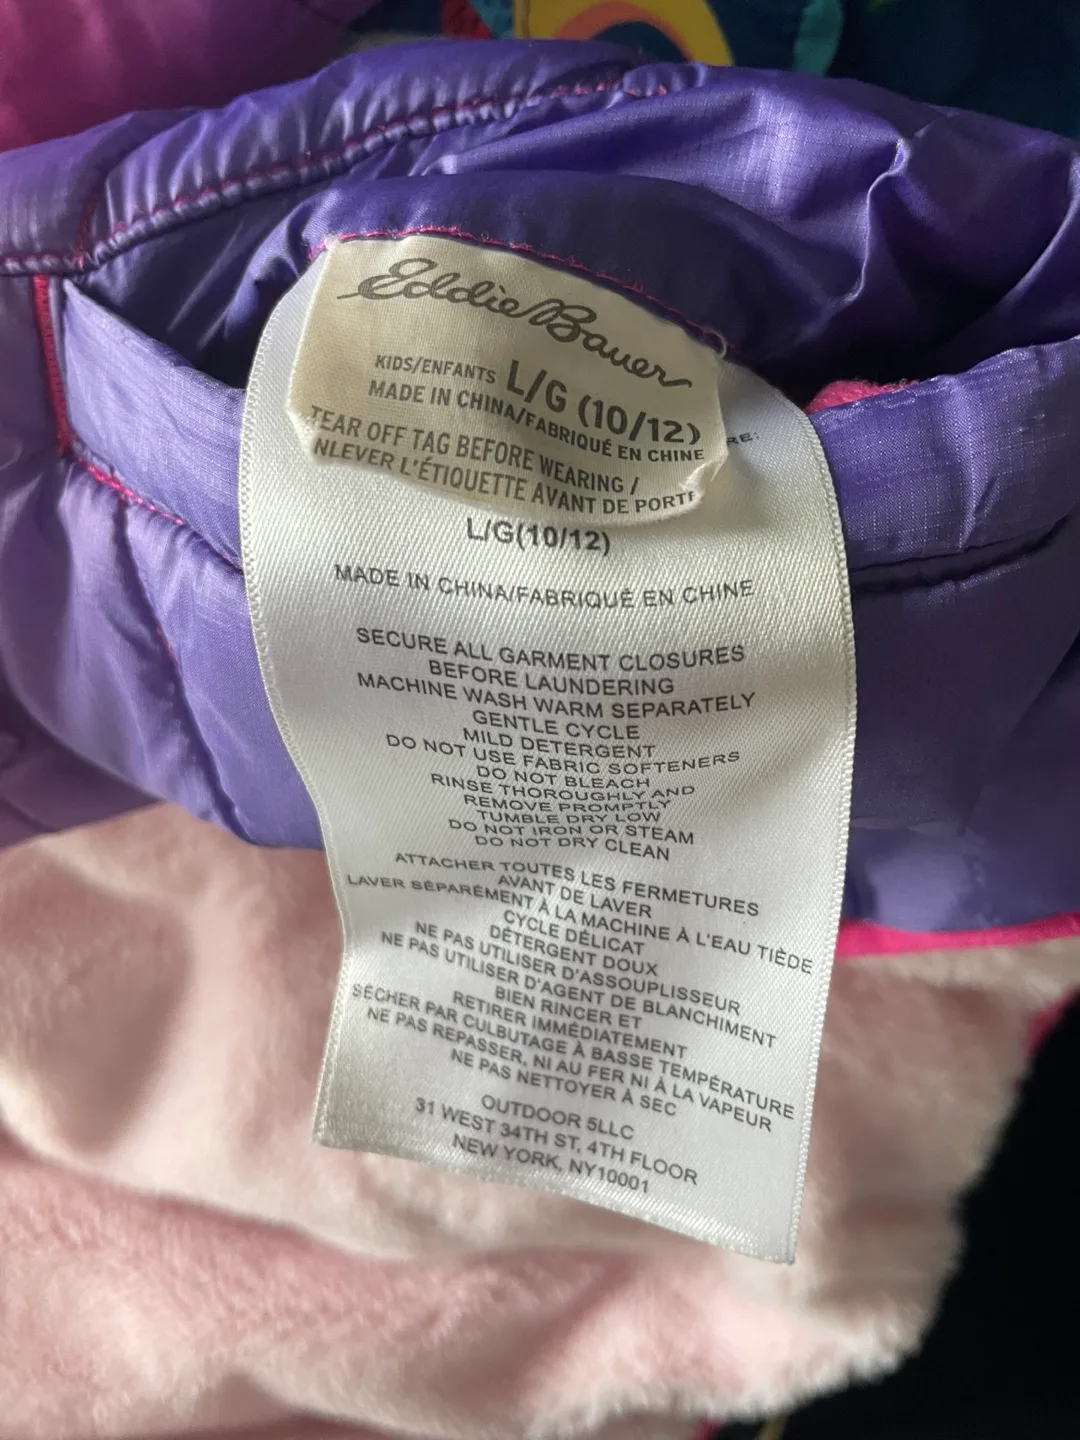 Eddie Bauer
KIDS/ENFANTS L/G (10/12)
MADE IN CHINA/FABRIQUÉ EN CHINE
TEAR OFF TAG BEFORE WEARING /
NLEVER L'ÉTIQUETTE AVANT DE PORTE
RE:
L/G(10/12)
MADE IN CHINA/FABRIQUÉ EN CHINE
SECURE ALL GARMENT CLOSURES
BEFORE LAUNDERING
MACHINE WASH WARM SEPARATELY
GENTLE CYCLE
MILD DETERGENT
DO NOT USE FABRIC SOFTENERS
DO NOT BLEACH
RINSE THOROUGHLY AND
REMOVE PROMPTLY
TUMBLE DRY LOW
DO NOT IRON OR STEAM
DO NOT DRY CLEAN
ATTACHER TOUTES LES FERMETURES
AVANT DE LAVER
LAVER SÉPARÉMENT À LA MACHINE À L'EAU TIÈDE
CYCLE DÉLICAT
DÉTERGENT DOUX
NE PAS UTILISER D'ASSOUPLISSEUR
NE PAS UTILISER D'AGENT DE BLANCHIMENT
BIEN RINCER ET
RETIRER IMMÉDIATEMENT
SÉCHER PAR CULBUTAGE À BASSE TEMPÉRATURE
NE PAS REPASSER, NI AU FER NI À LA VAPEUR
NE PAS NETTOYER À SEC
OUTDOOR 5LLC
31 WEST 34TH ST, 4TH FLOOR
NEW YORK, NY10001